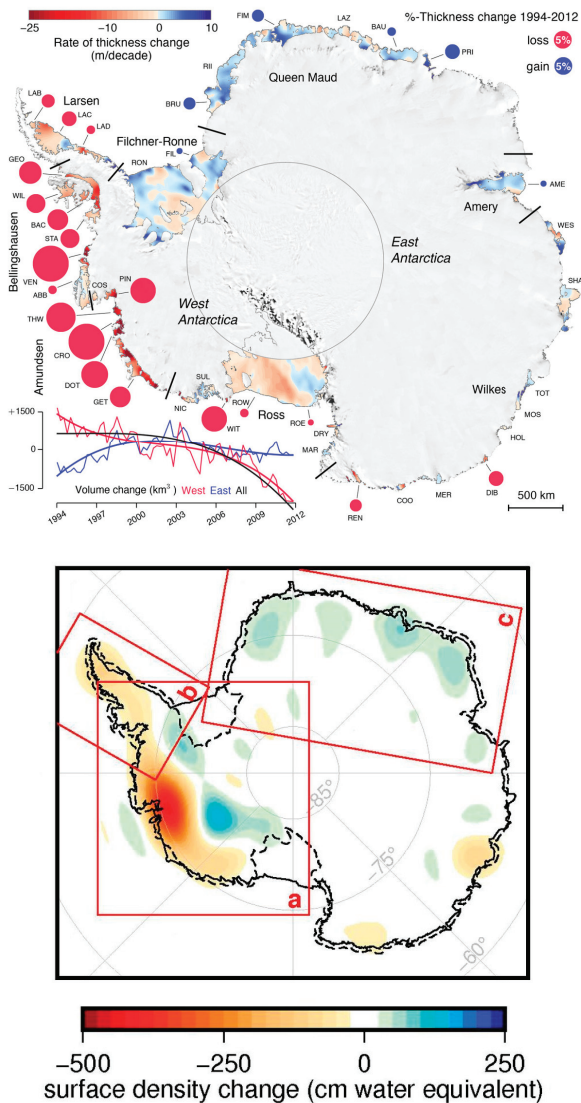 −25 −10 0 10
Rate of thickness change
(m/decade)
%-Thickness change 1994-2012
loss 5%
gain 5%
FIM
LAZ
BAU
PRI
RII
Queen Maud
BRU
LAB
Larsen
LAC
LAD
Filchner-Ronne
FIL
RON
GEO
WIL
BAC
STA
Bellingshausen
VEN
ABB
COS
PIN
THW
CRO
DOT
GET
Amundsen
West
Antarctica
East
Antarctica
Amery
AME
WES
SHA
Wilkes
TOT
MOS
HOL
DIB
MER
COO
REN
MAR
DRY
ROE
Ross
ROW
WIT
SUL
NIC
+1500
0
−1500
Volume change (km³) West East All
1994 1997 2000 2003 2006 2009 2012
500 km
a
b
c
−85°
−75°
−60°
−500 −250 0 250
surface density change (cm water equivalent)